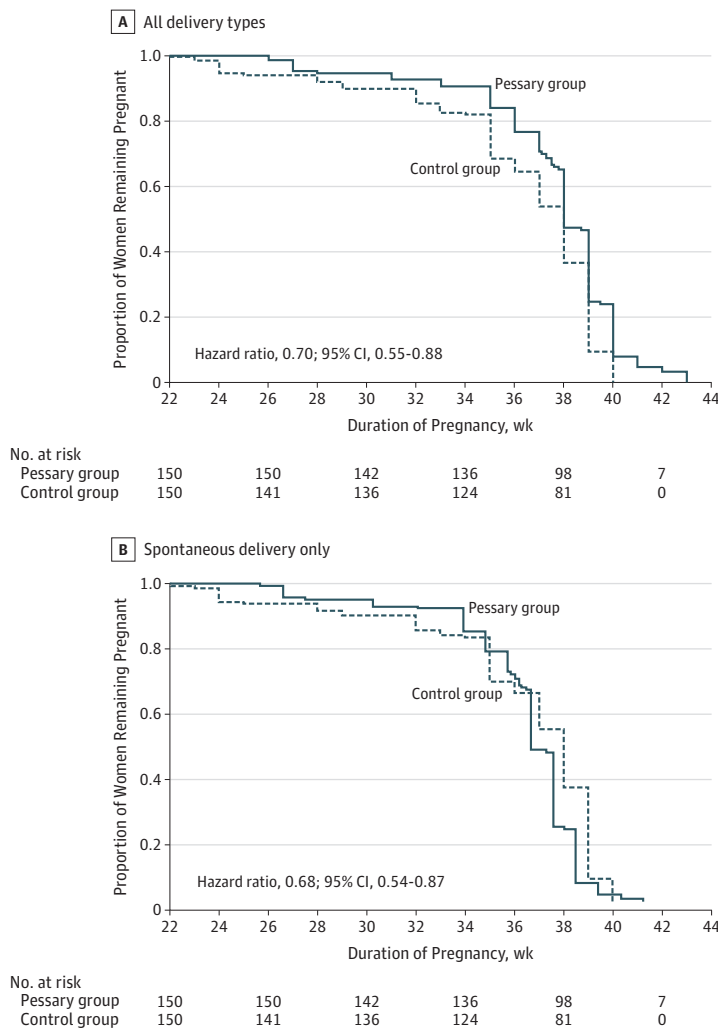 A All delivery types
1.0
0.8
0.6
0.4
0.2
0
Proportion of Women Remaining Pregnant
Pessary group
Control group
Hazard ratio, 0.70; 95% CI, 0.55-0.88
22 24 26 28 30 32 34 36 38 40 42 44
Duration of Pregnancy, wk
No. at risk
Pessary group 150 150 142 136 98 7
Control group 150 141 136 124 81 0
B Spontaneous delivery only
1.0
0.8
0.6
0.4
0.2
0
Proportion of Women Remaining Pregnant
Pessary group
Control group
Hazard ratio, 0.68; 95% CI, 0.54-0.87
22 24 26 28 30 32 34 36 38 40 42 44
Duration of Pregnancy, wk
No. at risk
Pessary group 150 150 142 136 98 7
Control group 150 141 136 124 81 0